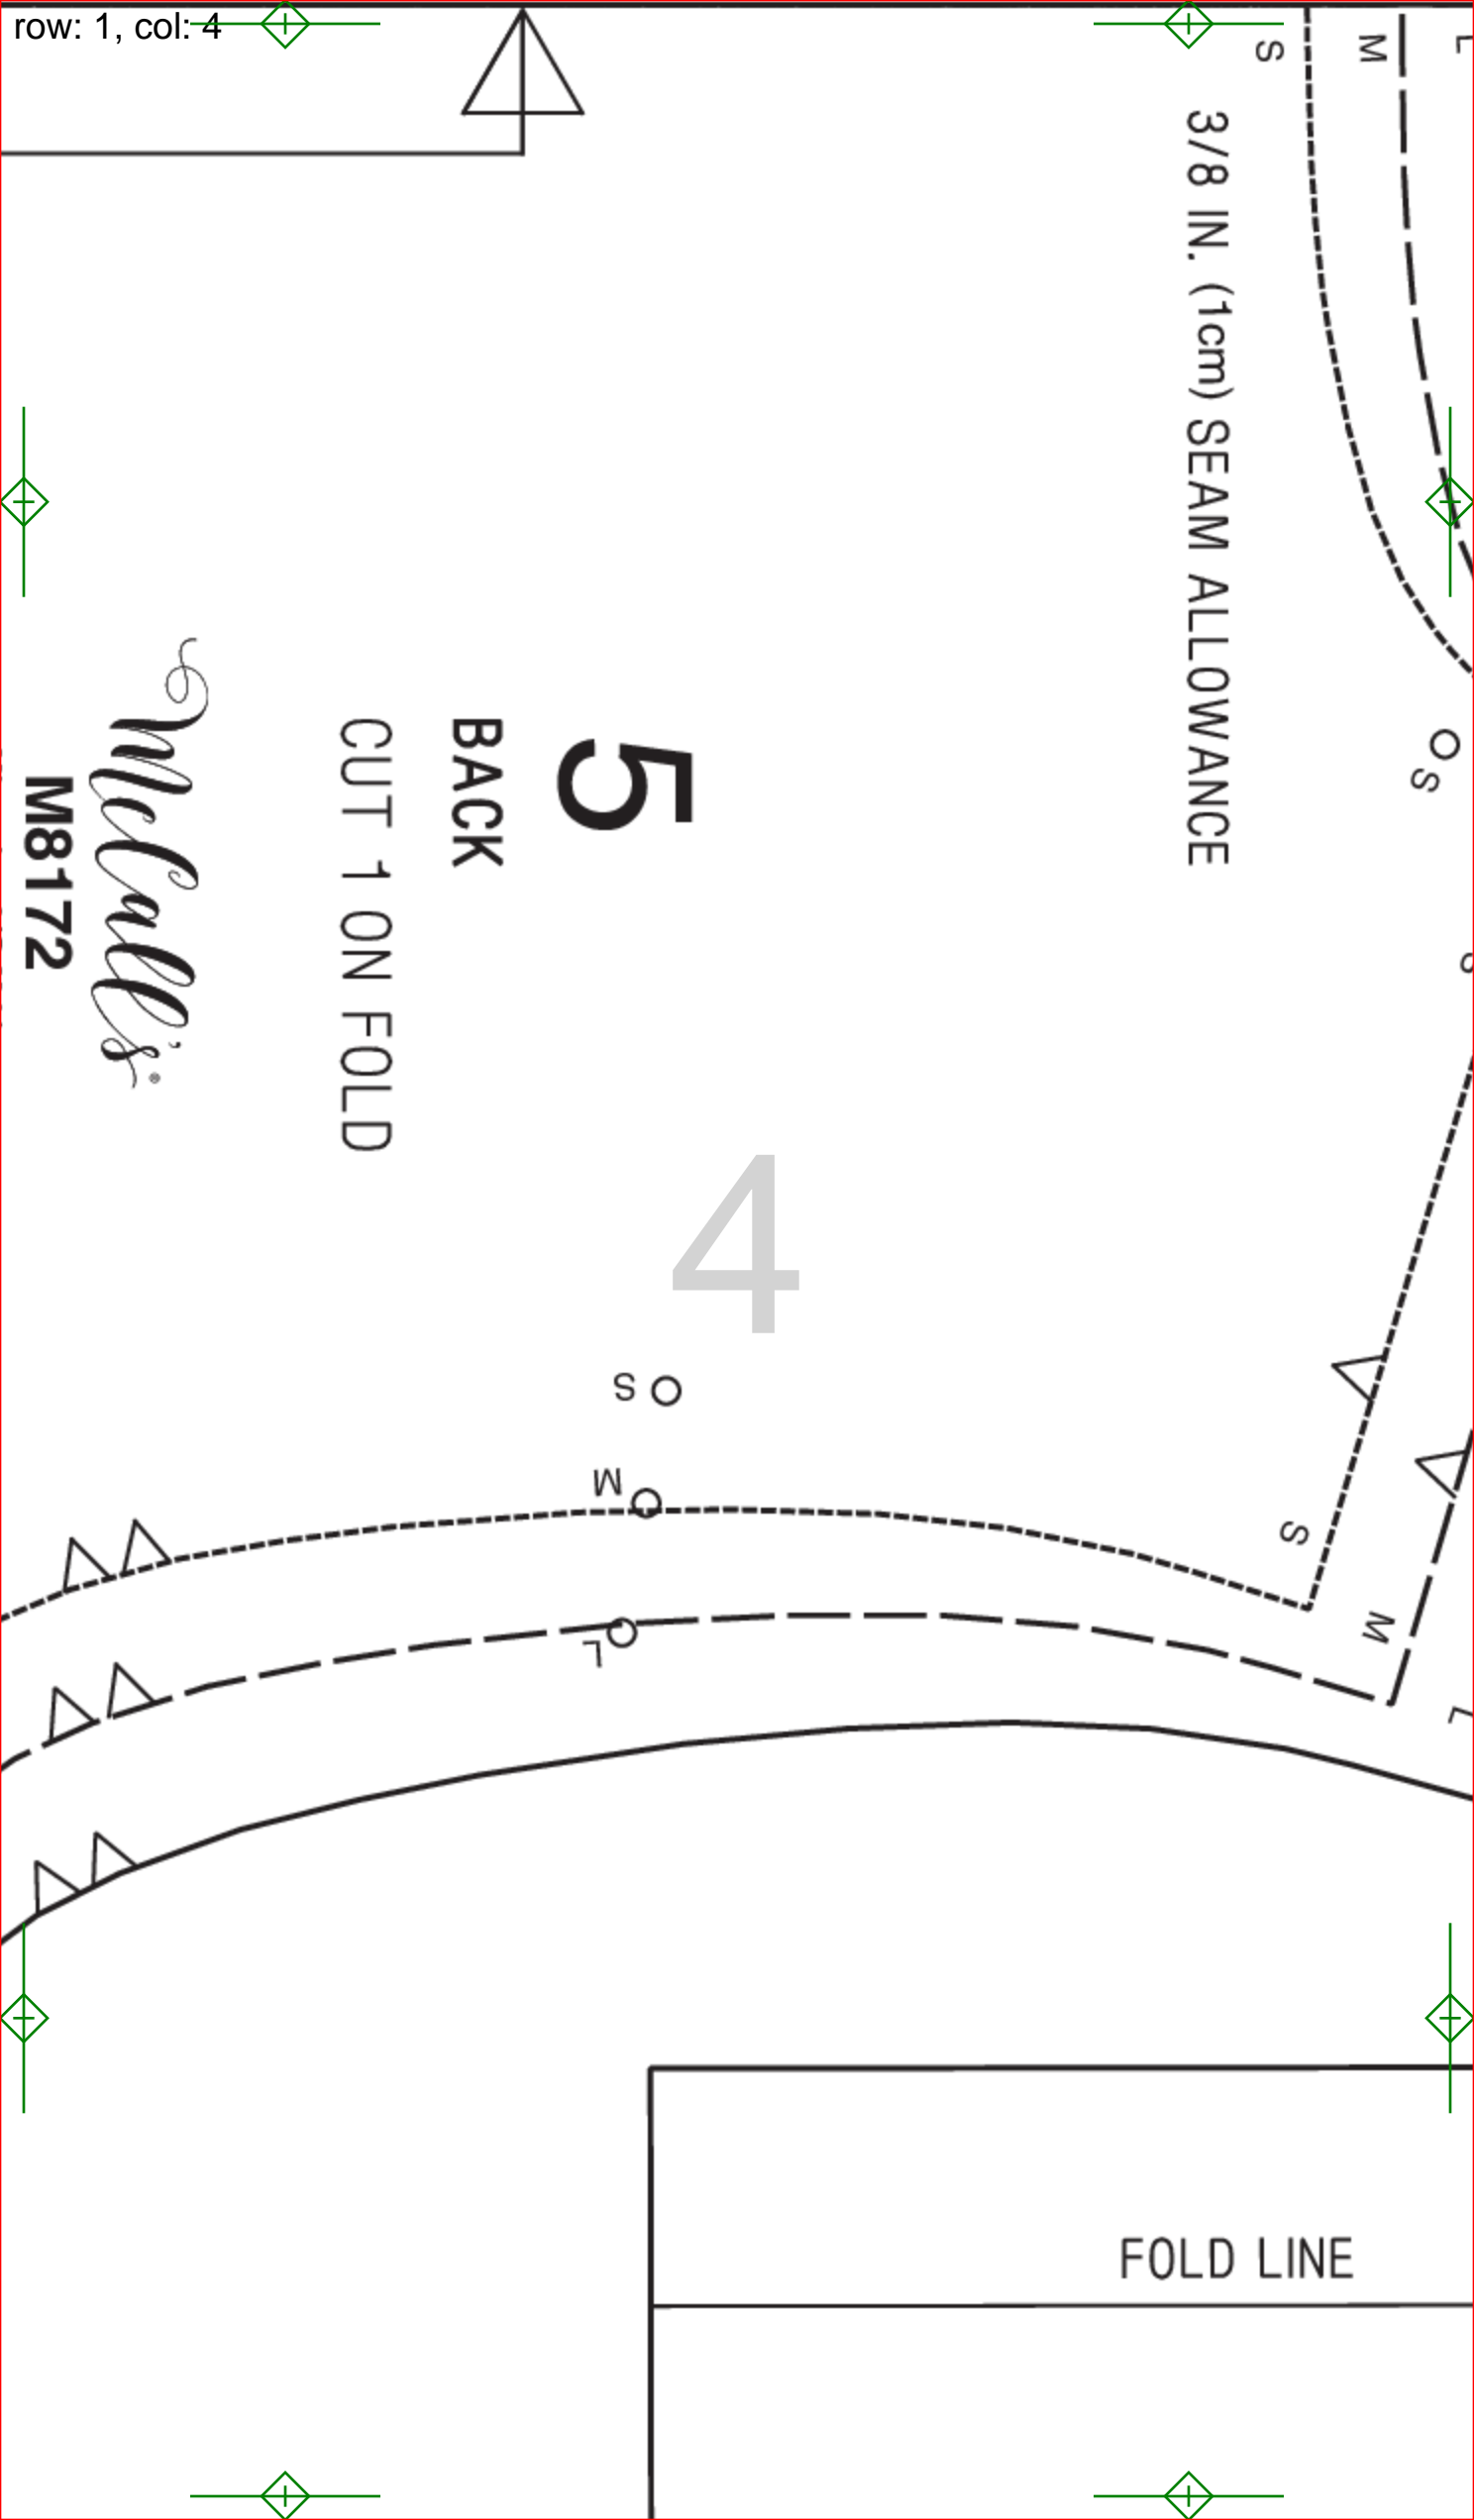 row: 1, col: 4
S
M
L
3/8 IN. (1cm) SEAM ALLOWANCE
S
5
BACK
CUT 1 ON FOLD
McCall's®
M8172
4
S
M
L
S
M
L
FOLD LINE